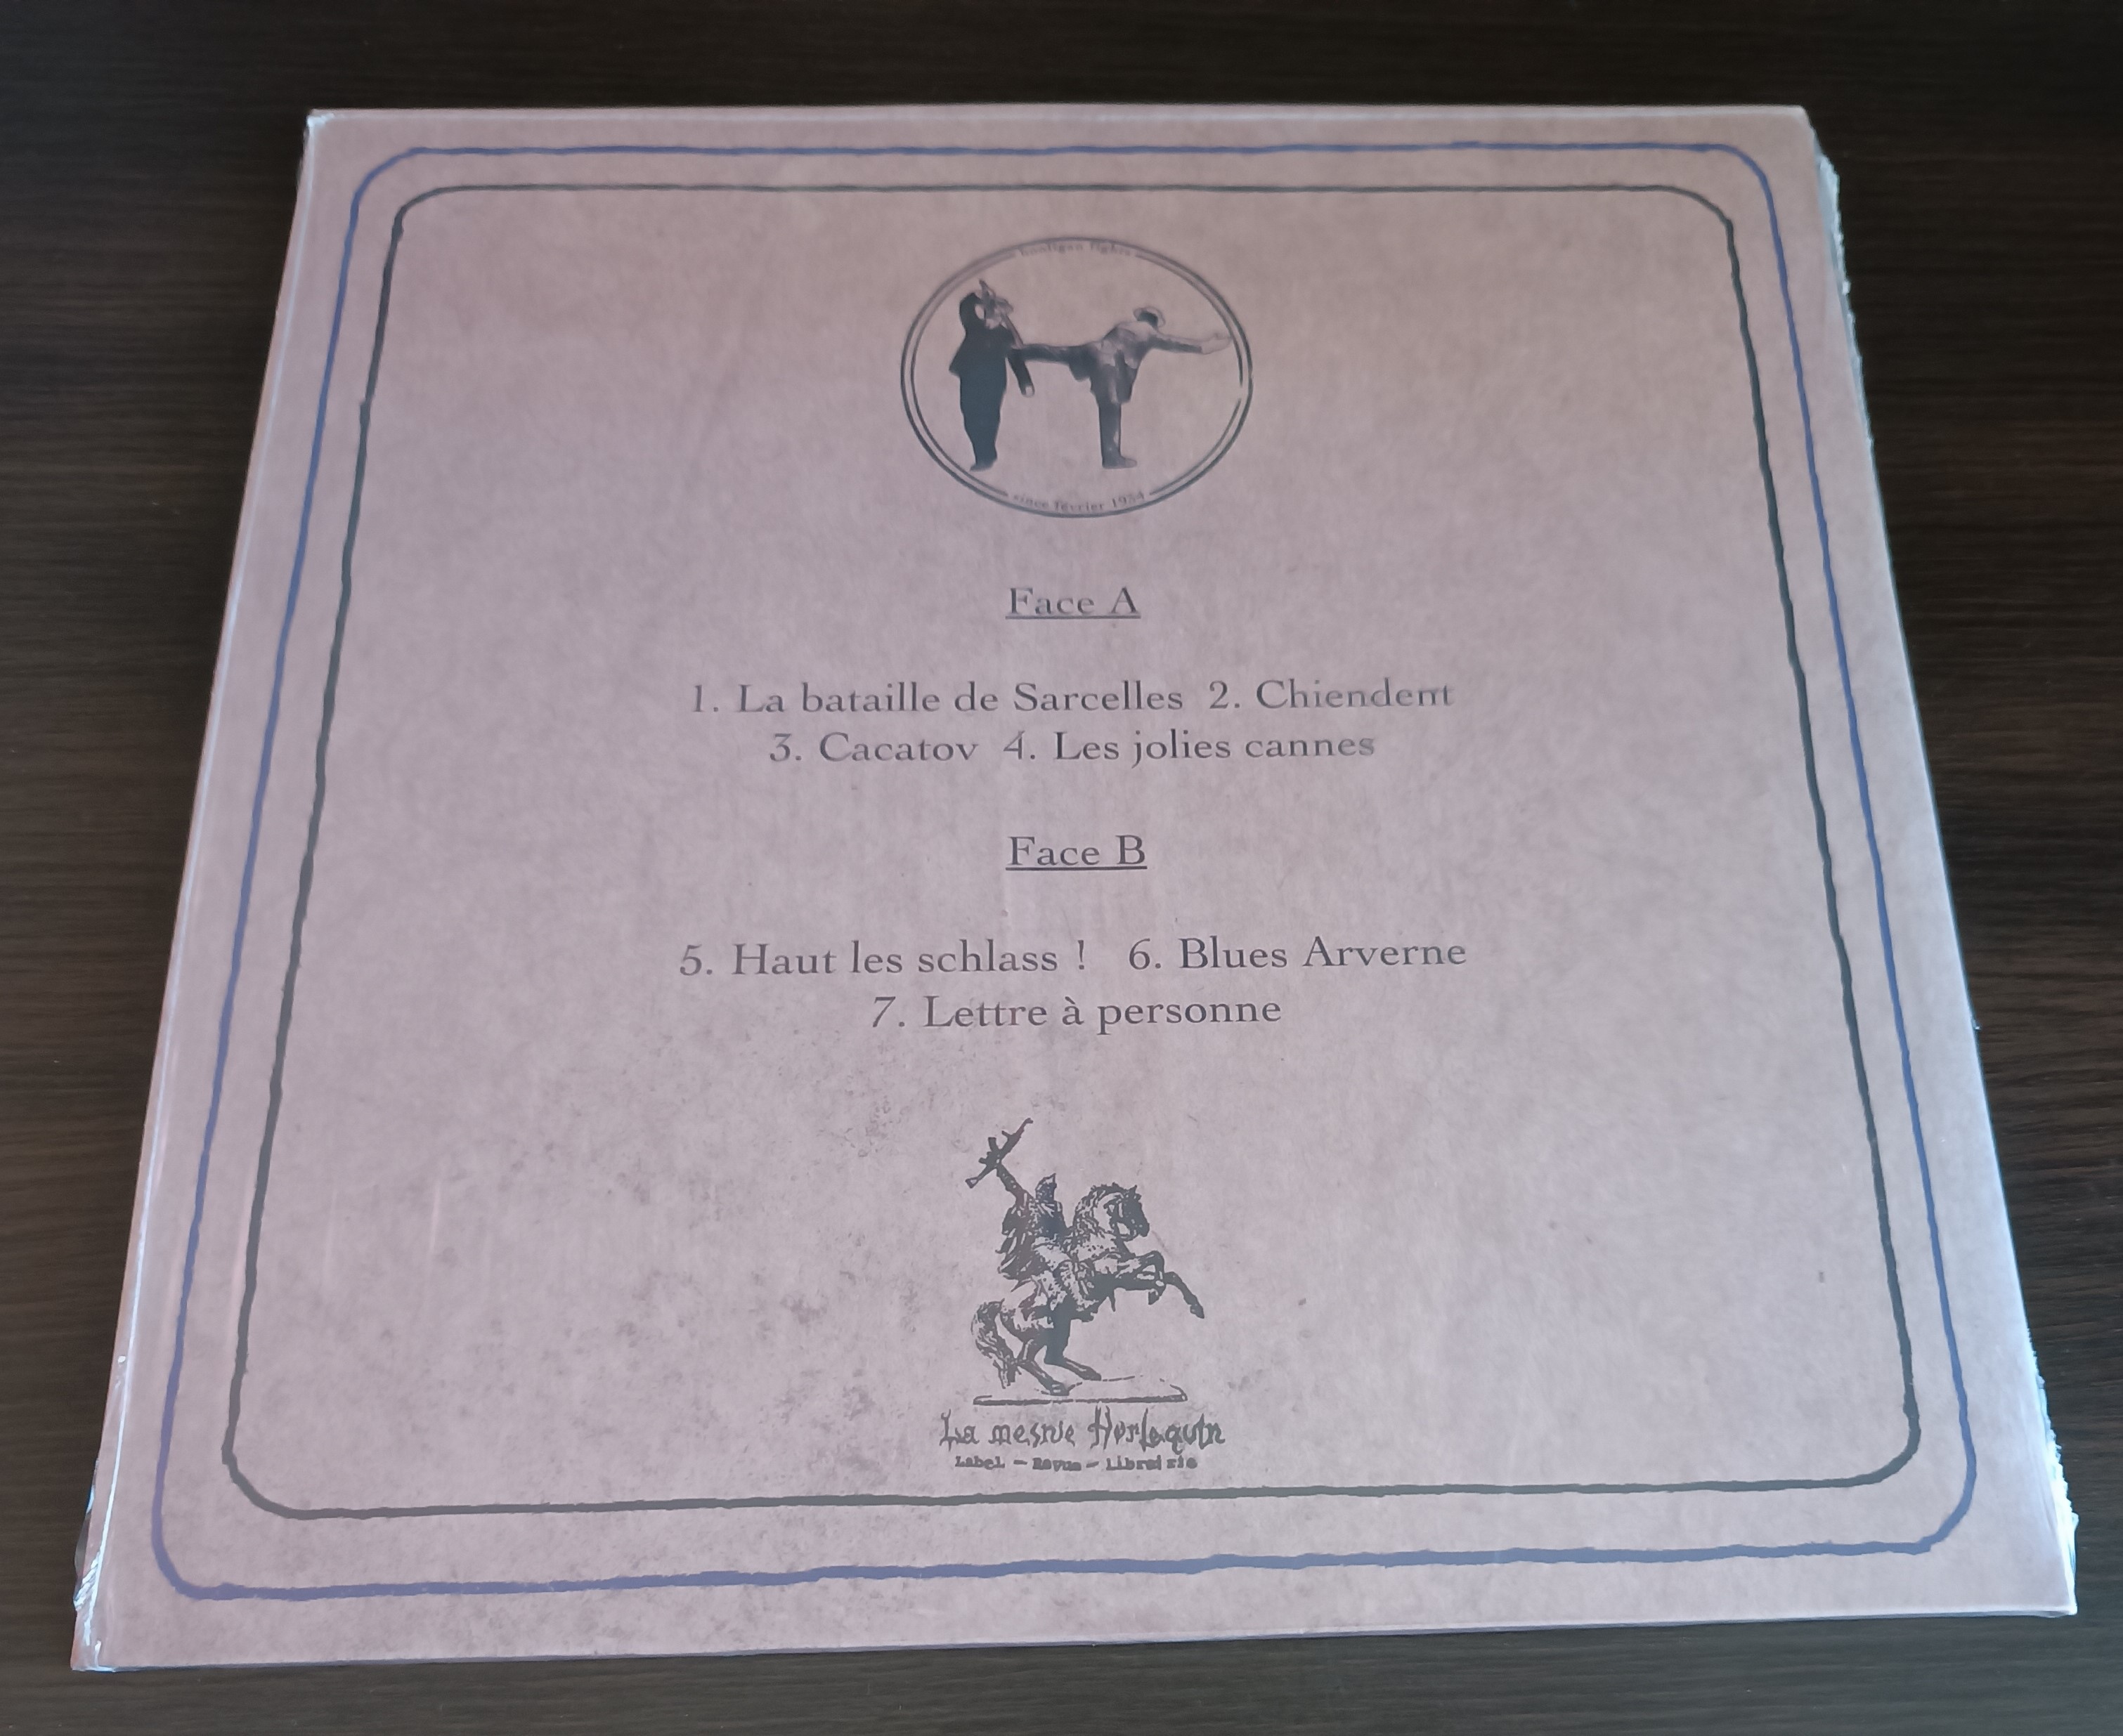 hooligan fights
since février 1934
Face A
1. La bataille de Sarcelles 2. Chiendent
3. Cacatov 4. Les jolies cannes
Face B
5. Haut les schlass ! 6. Blues Arverne
7. Lettre à personne
La mesnie Herlequin
Label - Revue - Librairie